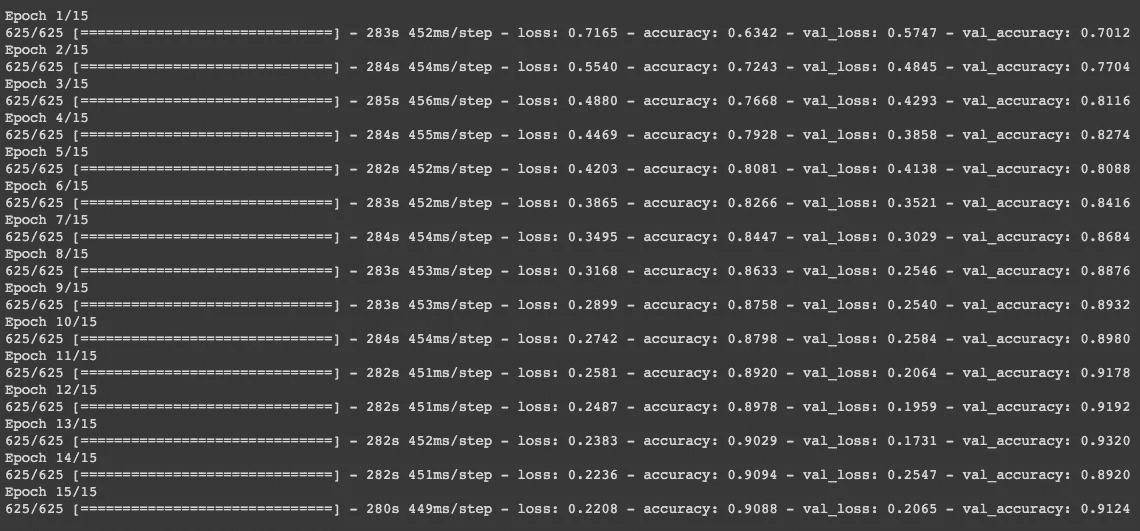 Epoch 1/15
625/625 [==============================] - 283s 452ms/step - loss: 0.7165 - accuracy: 0.6342 - val_loss: 0.5747 - val_accuracy: 0.7012
Epoch 2/15
625/625 [==============================] - 284s 454ms/step - loss: 0.5540 - accuracy: 0.7243 - val_loss: 0.4845 - val_accuracy: 0.7704
Epoch 3/15
625/625 [==============================] - 285s 456ms/step - loss: 0.4880 - accuracy: 0.7668 - val_loss: 0.4293 - val_accuracy: 0.8116
Epoch 4/15
625/625 [==============================] - 284s 455ms/step - loss: 0.4469 - accuracy: 0.7928 - val_loss: 0.3858 - val_accuracy: 0.8274
Epoch 5/15
625/625 [==============================] - 282s 452ms/step - loss: 0.4203 - accuracy: 0.8081 - val_loss: 0.4138 - val_accuracy: 0.8088
Epoch 6/15
625/625 [==============================] - 283s 452ms/step - loss: 0.3865 - accuracy: 0.8266 - val_loss: 0.3521 - val_accuracy: 0.8416
Epoch 7/15
625/625 [==============================] - 284s 454ms/step - loss: 0.3495 - accuracy: 0.8447 - val_loss: 0.3029 - val_accuracy: 0.8684
Epoch 8/15
625/625 [==============================] - 283s 453ms/step - loss: 0.3168 - accuracy: 0.8633 - val_loss: 0.2546 - val_accuracy: 0.8876
Epoch 9/15
625/625 [==============================] - 283s 453ms/step - loss: 0.2899 - accuracy: 0.8758 - val_loss: 0.2540 - val_accuracy: 0.8932
Epoch 10/15
625/625 [==============================] - 284s 454ms/step - loss: 0.2742 - accuracy: 0.8798 - val_loss: 0.2584 - val_accuracy: 0.8980
Epoch 11/15
625/625 [==============================] - 282s 451ms/step - loss: 0.2581 - accuracy: 0.8920 - val_loss: 0.2064 - val_accuracy: 0.9178
Epoch 12/15
625/625 [==============================] - 282s 451ms/step - loss: 0.2487 - accuracy: 0.8978 - val_loss: 0.1959 - val_accuracy: 0.9192
Epoch 13/15
625/625 [==============================] - 282s 452ms/step - loss: 0.2383 - accuracy: 0.9029 - val_loss: 0.1731 - val_accuracy: 0.9320
Epoch 14/15
625/625 [==============================] - 282s 451ms/step - loss: 0.2236 - accuracy: 0.9094 - val_loss: 0.2547 - val_accuracy: 0.8920
Epoch 15/15
625/625 [==============================] - 280s 449ms/step - loss: 0.2208 - accuracy: 0.9088 - val_loss: 0.2065 - val_accuracy: 0.9124